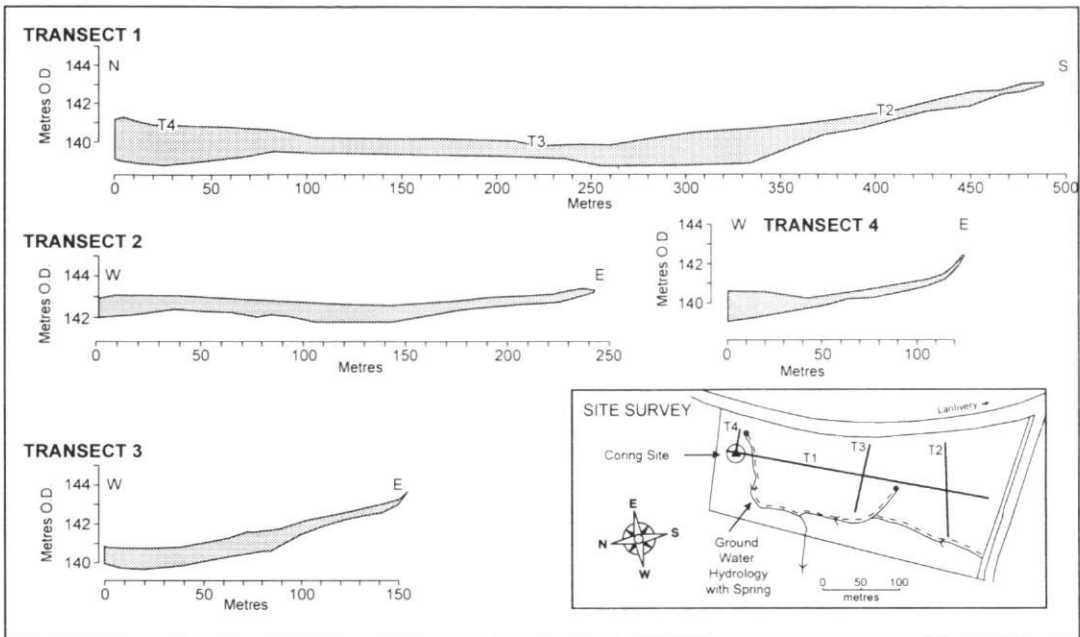 TRANSECT 1
N
S
Metres O.D.
144
142
140
T4
T3
T2
0 50 100 150 200 250 300 350 400 450 500
Metres
TRANSECT 2
W
E
Metres O.D.
144
142
0 50 100 150 200 250
Metres
W TRANSECT 4 E
Metres O.D.
144
142
140
0 50 100
Metres
TRANSECT 3
W
E
Metres O.D.
144
142
140
0 50 100 150
Metres
SITE SURVEY
Lanlivery
T4
T3
T2
T1
Coring Site
E
N S
W
Ground
Water
Hydrology
with Spring
0 50 100
metres